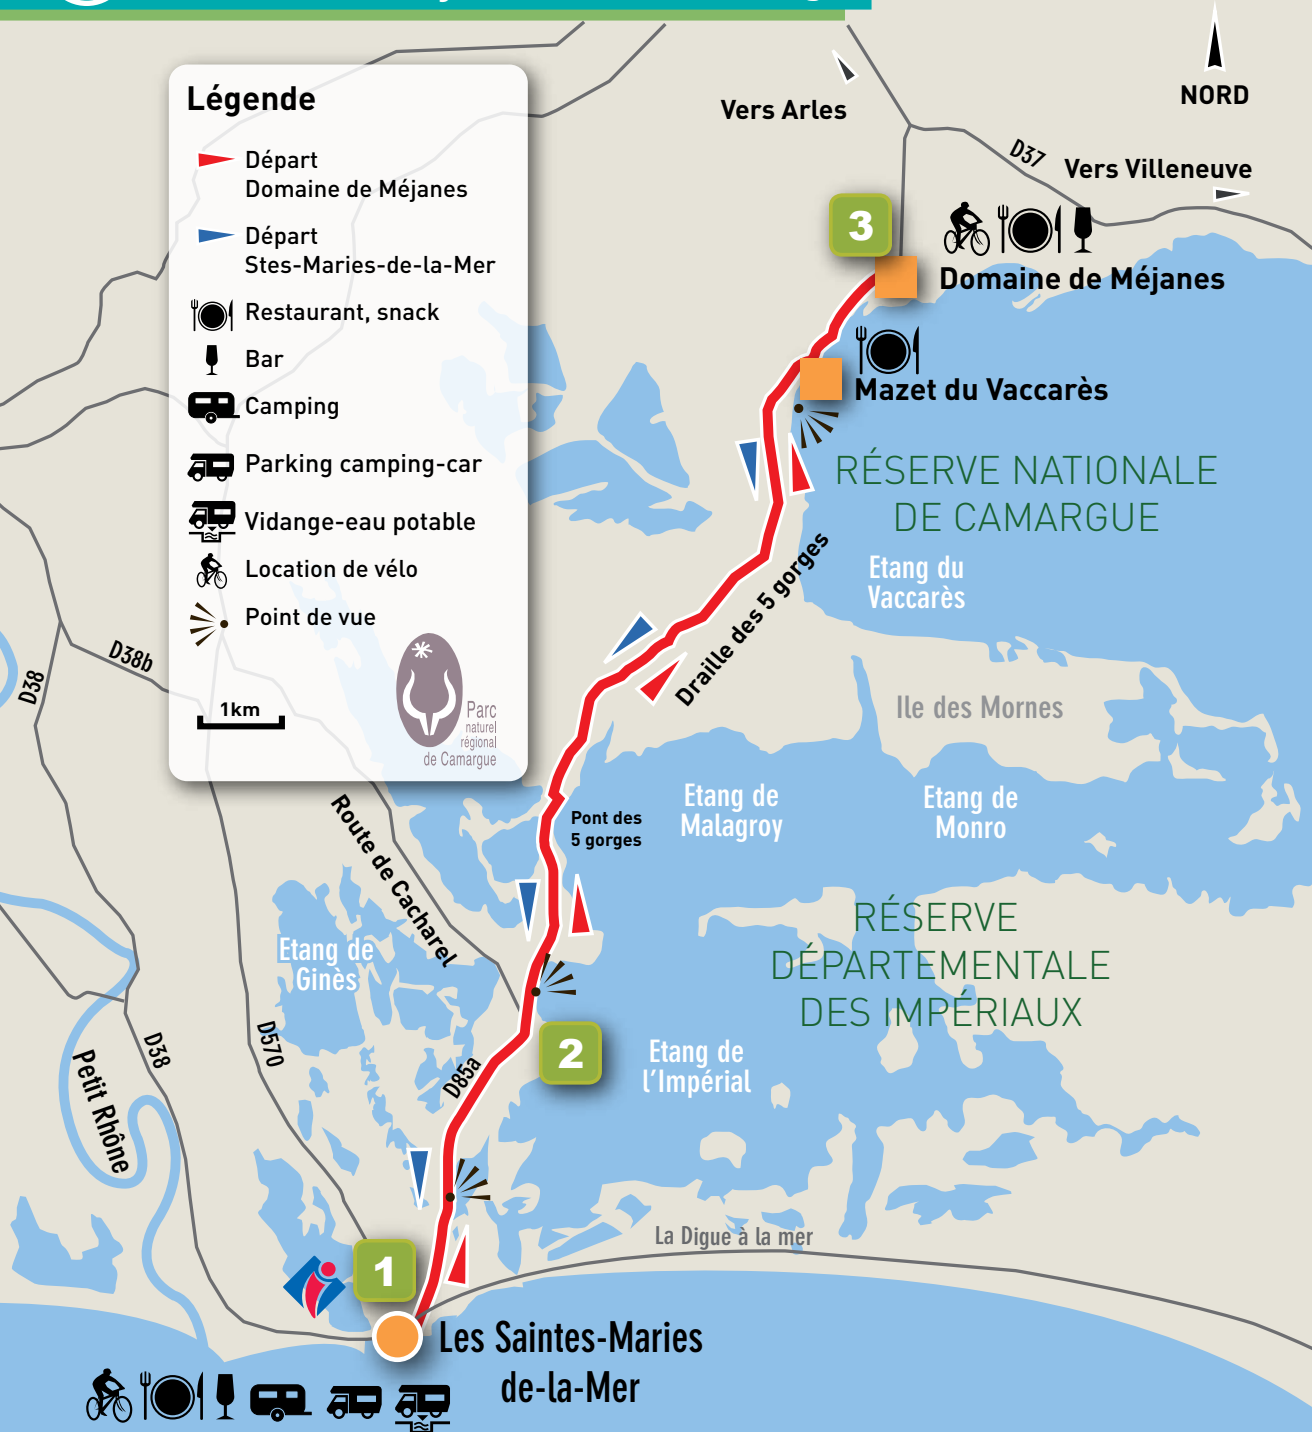 Légende
Départ
Domaine de Méjanes
Départ
Stes-Maries-de-la-Mer
Restaurant, snack
Bar
Camping
Parking camping-car
Vidange-eau potable
Location de vélo
Point de vue
1km
Parc
naturel
régional
de Camargue
NORD
Vers Arles
D37
Vers Villeneuve
3
Domaine de Méjanes
Mazet du Vaccarès
RÉSERVE NATIONALE
DE CAMARGUE
Etang du
Vaccarès
Draille des 5 gorges
Ile des Mornes
D38b
D38
Etang de
Malagroy
Etang de
Monro
Pont des
5 gorges
Route de Cacharel
RÉSERVE
DÉPARTEMENTALE
DES IMPÉRIAUX
Etang de
Ginès
2
Etang de
l'Impérial
D85a
D570
D38
Petit Rhône
La Digue à la mer
1
Les Saintes-Maries
de-la-Mer